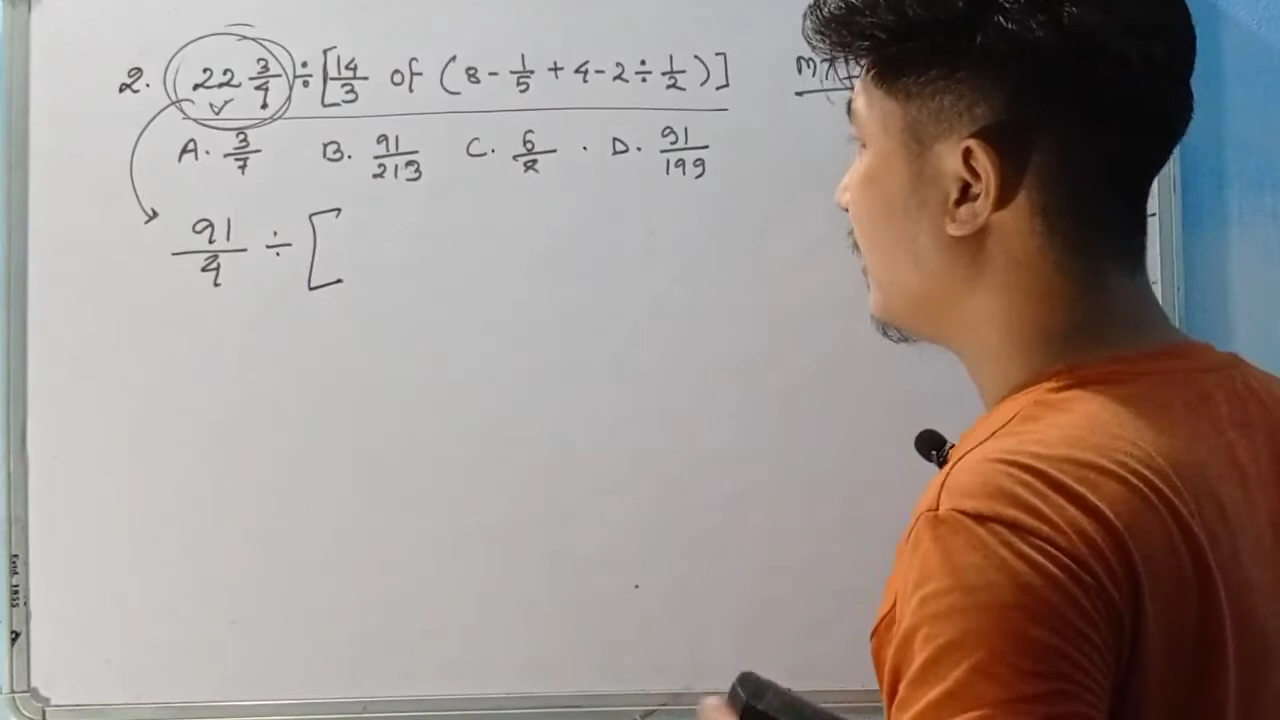 2. 22 3/4 ÷ [14/3 of (8 - 1/5 + 4 - 2 ÷ 1/2)]
A. 3/7 B. 91/213 C. 6/7 . D. 91/199
91/4 ÷ [